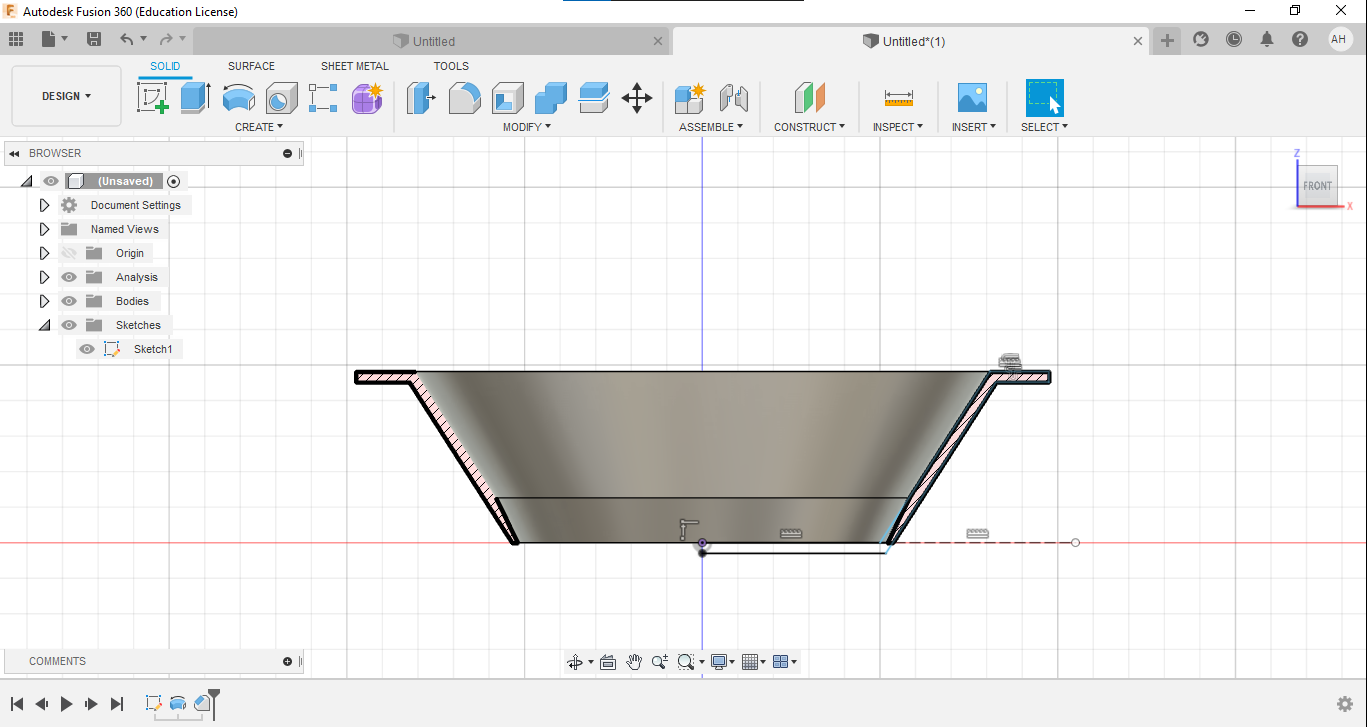 Autodesk Fusion 360 (Education License)
Untitled
Untitled*(1)
AH
DESIGN
SOLID
SURFACE
SHEET METAL
TOOLS
CREATE
MODIFY
ASSEMBLE
CONSTRUCT
INSPECT
INSERT
SELECT
BROWSER
(Unsaved)
Document Settings
Named Views
Origin
Analysis
Bodies
Sketches
Sketch1
Z
FRONT
X
COMMENTS